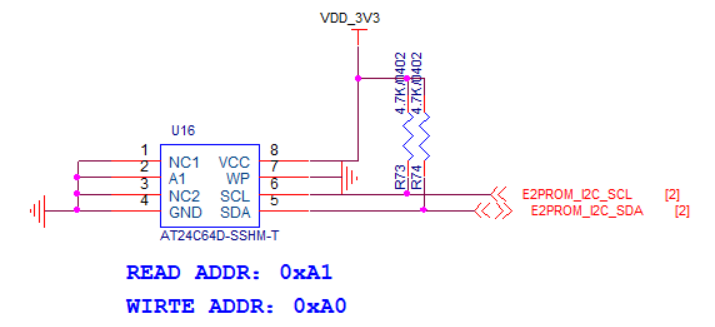 VDD_3V3
4.7K/0402
4.7K/0402
U16
1 NC1 VCC 8
2 A1 WP 7
3 NC2 SCL 6
4 GND SDA 5
R73
R74
E2PROM_I2C_SCL [2]
E2PROM_I2C_SDA [2]
AT24C64D-SSHM-T
READ ADDR: 0xA1
WIRTE ADDR: 0xA0